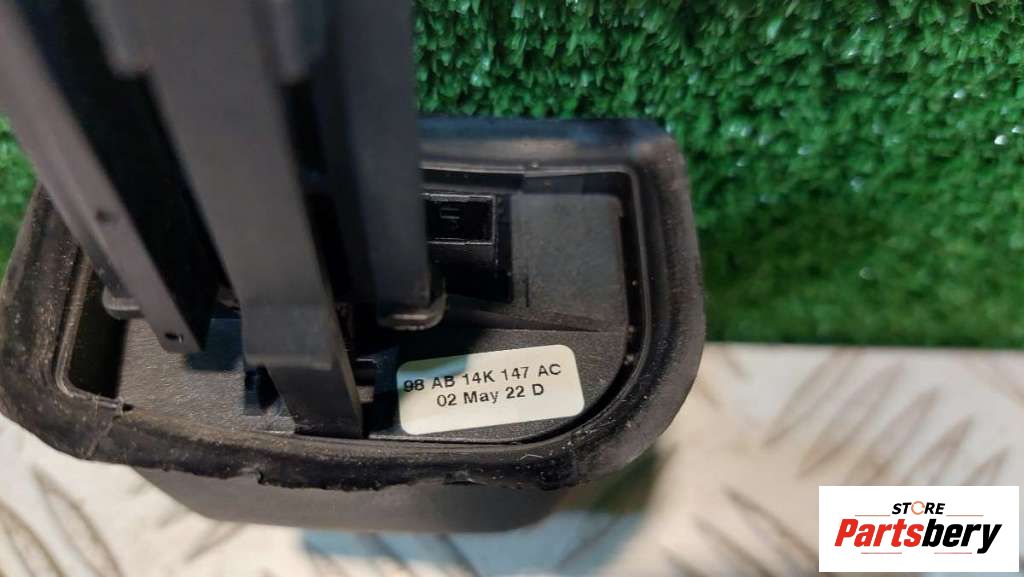 98 AB 14K 147 AC
02 May 22 D
STORE
Partsbery